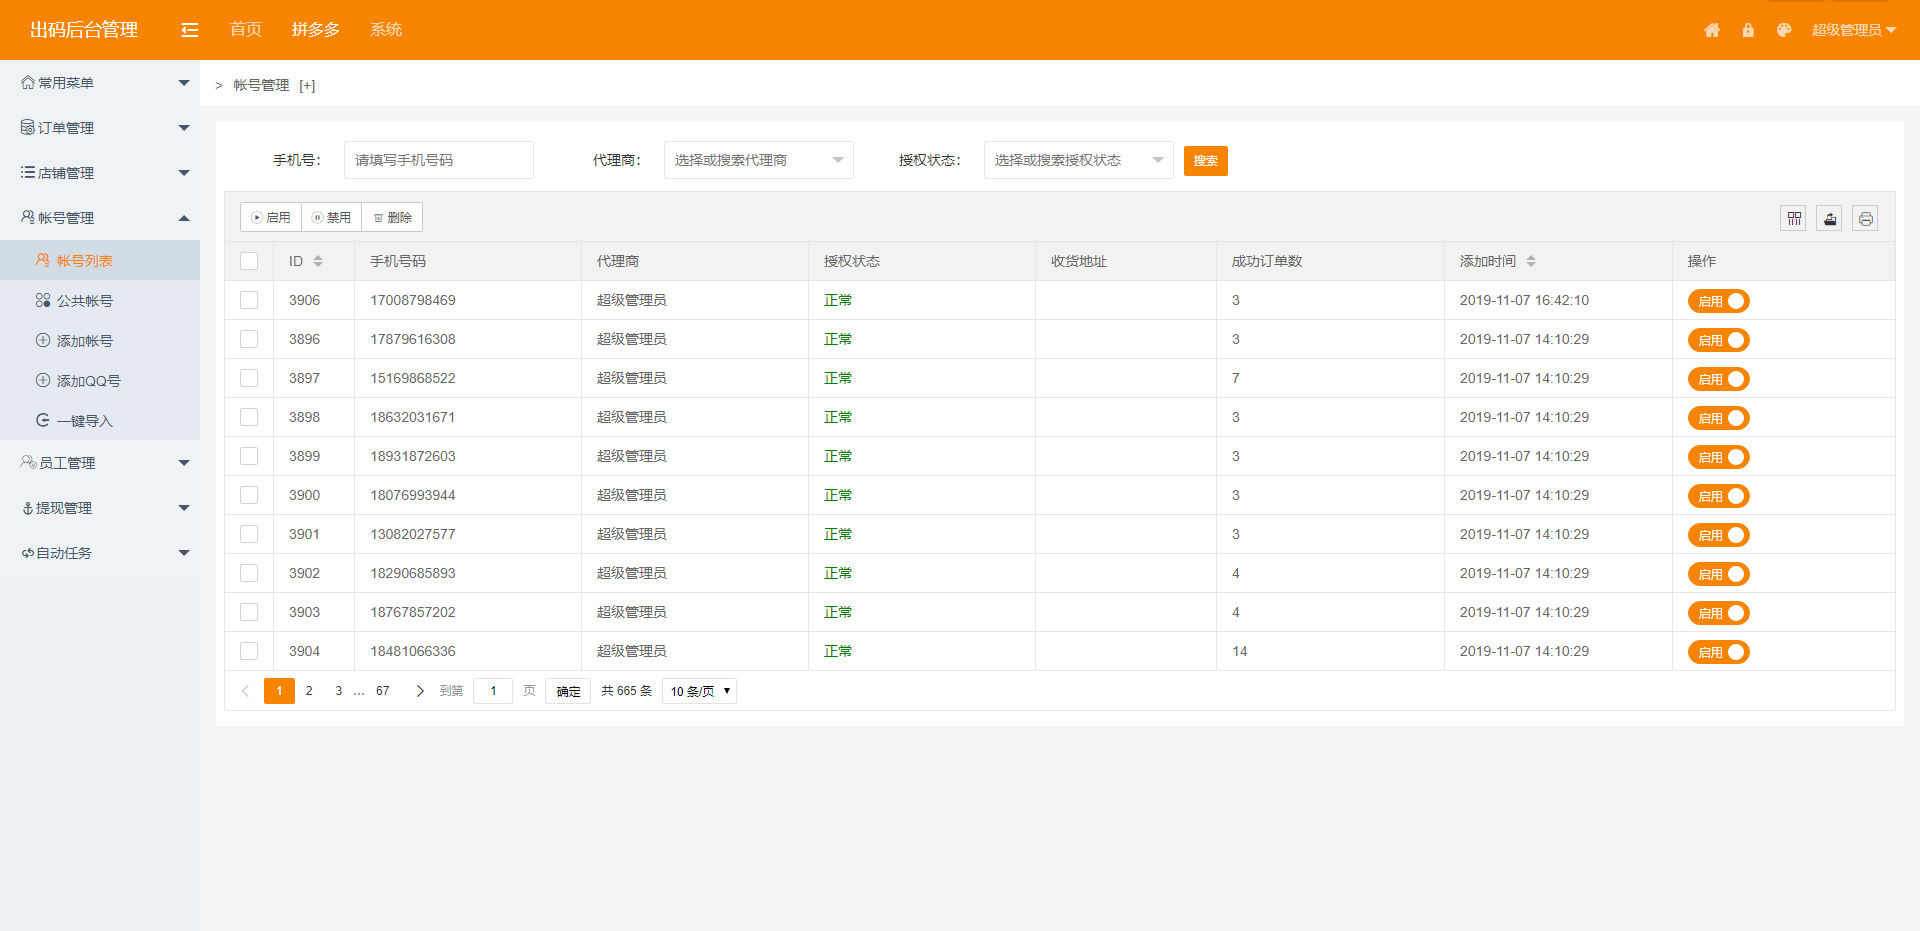 出码后台管理 首页 拼多多 系统 超级管理员
常用菜单
订单管理
店铺管理
帐号管理
帐号列表
公共帐号
添加帐号
添加QQ号
一键导入
员工管理
提现管理
自动任务
> 帐号管理 [+]
手机号: 请填写手机号码 代理商: 选择或搜索代理商 授权状态: 选择或搜索授权状态 搜索
启用 禁用 删除
ID 手机号码 代理商 授权状态 收货地址 成功订单数 添加时间 操作
3906 17008798469 超级管理员 正常 3 2019-11-07 16:42:10 启用
3896 17879616308 超级管理员 正常 3 2019-11-07 14:10:29 启用
3897 15169868522 超级管理员 正常 7 2019-11-07 14:10:29 启用
3898 18632031671 超级管理员 正常 3 2019-11-07 14:10:29 启用
3899 18931872603 超级管理员 正常 3 2019-11-07 14:10:29 启用
3900 18076993944 超级管理员 正常 3 2019-11-07 14:10:29 启用
3901 13082027577 超级管理员 正常 3 2019-11-07 14:10:29 启用
3902 18290685893 超级管理员 正常 4 2019-11-07 14:10:29 启用
3903 18767857202 超级管理员 正常 4 2019-11-07 14:10:29 启用
3904 18481066336 超级管理员 正常 14 2019-11-07 14:10:29 启用
1 2 3 … 67 到第 1 页 确定 共 665 条 10 条/页